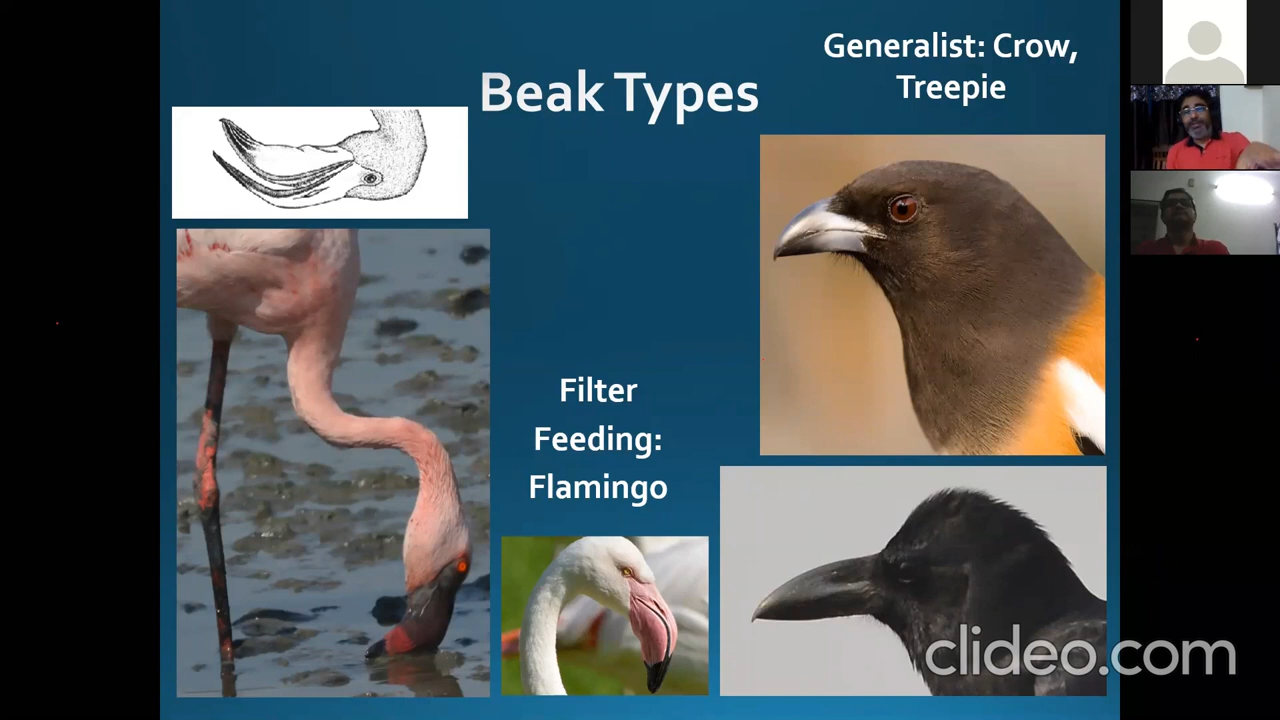 Beak Types
Generalist: Crow,
Treepie
Filter
Feeding:
Flamingo
clideo.com